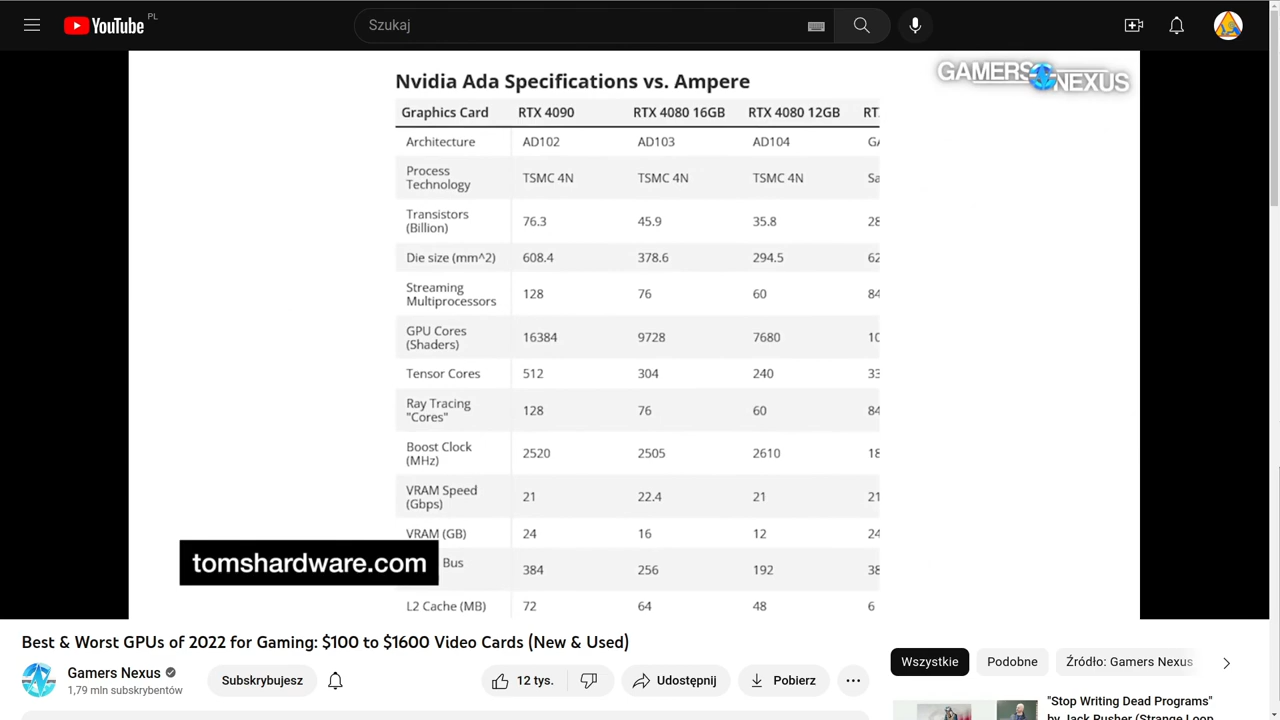 YouTube PL
Szukaj
GAMERS NEXUS
Nvidia Ada Specifications vs. Ampere
Graphics Card RTX 4090 RTX 4080 16GB RTX 4080 12GB
Architecture AD102 AD103 AD104
Process
Technology TSMC 4N TSMC 4N TSMC 4N
Transistors
(Billion) 76.3 45.9 35.8
Die size (mm^2) 608.4 378.6 294.5
Streaming
Multiprocessors 128 76 60
GPU Cores
(Shaders) 16384 9728 7680
Tensor Cores 512 304 240
Ray Tracing
"Cores" 128 76 60
Boost Clock
(MHz) 2520 2505 2610
VRAM Speed
(Gbps) 21 22.4 21
VRAM (GB) 24 16 12
Bus
384 256 192
L2 Cache (MB) 72 64 48 6
tomshardware.com
Best & Worst GPUs of 2022 for Gaming: $100 to $1600 Video Cards (New & Used)
Gamers Nexus
1,79 mln subskrybentów
Subskrybujesz
12 tys.
Udostępnij
Pobierz
Wszystkie
Podobne
Źródło: Gamers Nexus
"Stop Writing Dead Programs"
by Jack Rusher (Strange Loop